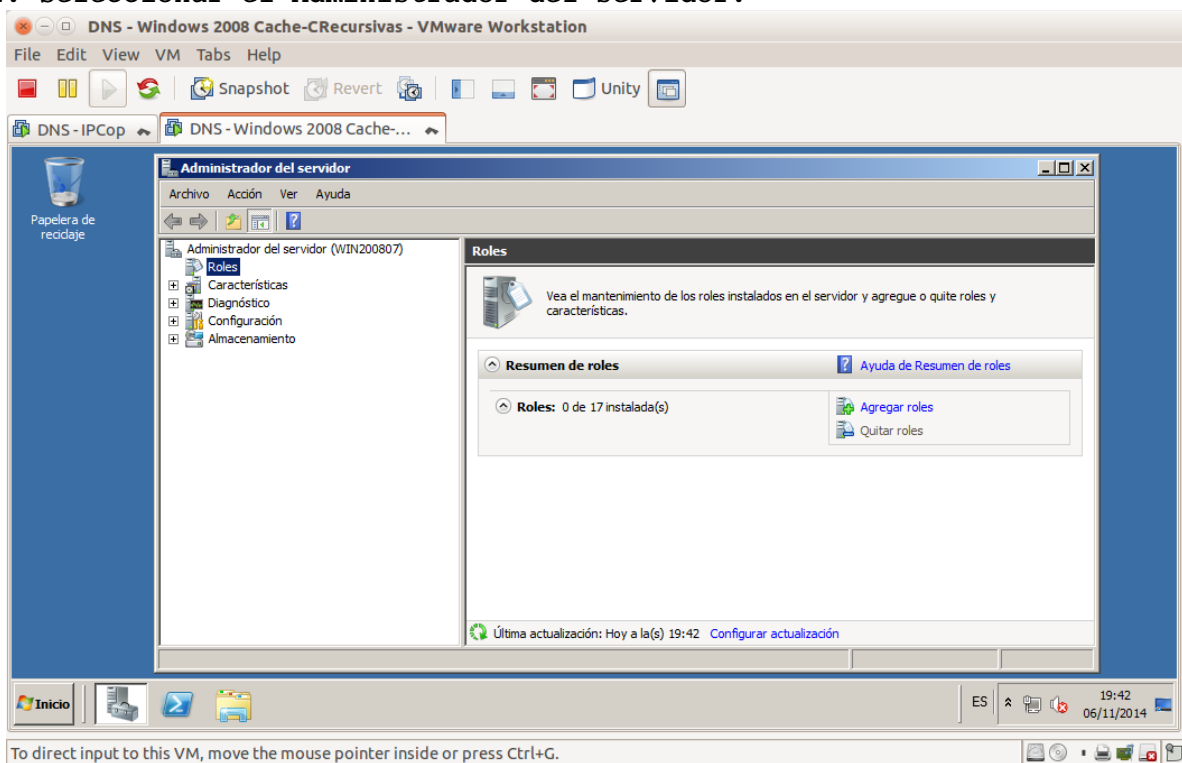 . Seleccionar el Administrador del servidor.
DNS - Windows 2008 Cache-CRecursivas - VMware Workstation
File Edit View VM Tabs Help
Snapshot Revert Unity
DNS - IPCop DNS - Windows 2008 Cache-...
Papelera de
reciclaje
Administrador del servidor
Archivo Acción Ver Ayuda
Administrador del servidor (WIN200807)
Roles
Características
Diagnóstico
Configuración
Almacenamiento
Roles
Vea el mantenimiento de los roles instalados en el servidor y agregue o quite roles y
características.
Resumen de roles Ayuda de Resumen de roles
Roles: 0 de 17 instalada(s) Agregar roles
Quitar roles
Última actualización: Hoy a la(s) 19:42 Configurar actualización
Inicio ES 19:42
06/11/2014
To direct input to this VM, move the mouse pointer inside or press Ctrl+G.